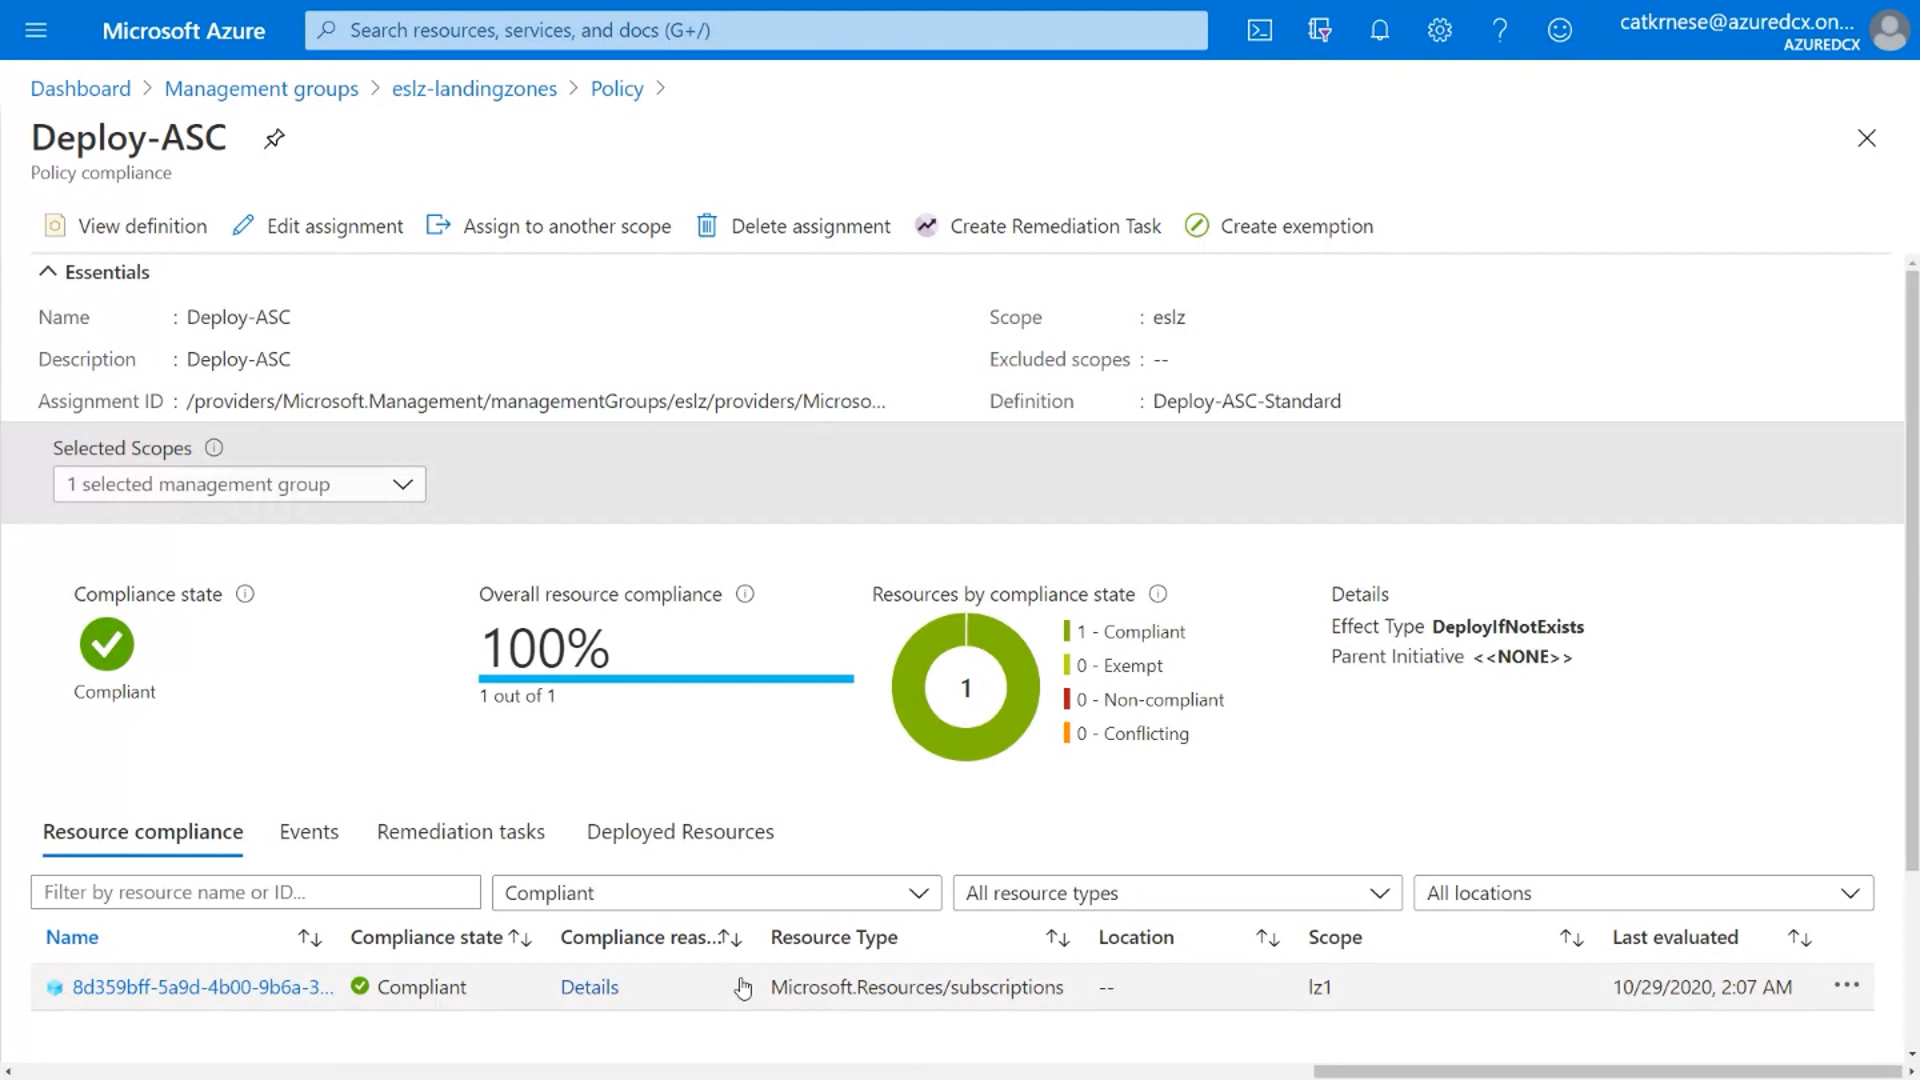 Microsoft Azure
Search resources, services, and docs (G+/)
catkrnese@azuredcx.on...
AZUREDCX
Dashboard > Management groups > eslz-landingzones > Policy >
Deploy-ASC
Policy compliance
View definition
Edit assignment
Assign to another scope
Delete assignment
Create Remediation Task
Create exemption
Essentials
Name : Deploy-ASC
Scope : eslz
Description : Deploy-ASC
Excluded scopes : --
Assignment ID : /providers/Microsoft.Management/managementGroups/eslz/providers/Microso...
Definition : Deploy-ASC-Standard
Selected Scopes
1 selected management group
Compliance state
Compliant
Overall resource compliance
100%
1 out of 1
Resources by compliance state
1
1 - Compliant
0 - Exempt
0 - Non-compliant
0 - Conflicting
Details
Effect Type DeployIfNotExists
Parent Initiative <<NONE>>
Resource compliance
Events
Remediation tasks
Deployed Resources
Filter by resource name or ID...
Compliant
All resource types
All locations
Name Compliance state Compliance reas... Resource Type Location Scope Last evaluated
8d359bff-5a9d-4b00-9b6a-3... Compliant Details Microsoft.Resources/subscriptions -- lz1 10/29/2020, 2:07 AM ...